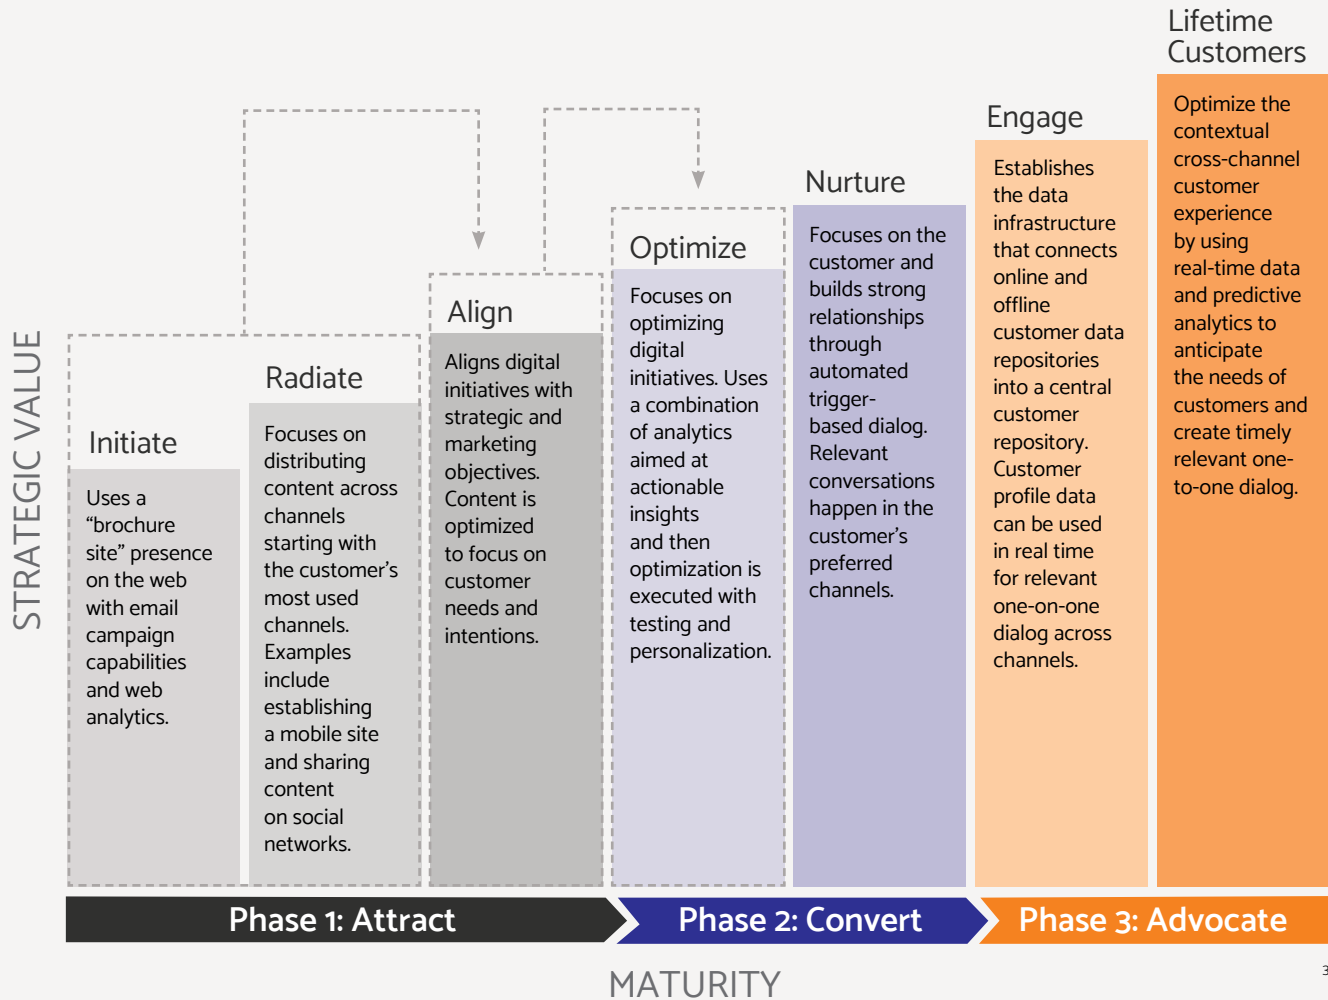 STRATEGIC VALUE
Initiate
Uses a
“brochure
site” presence
on the web
with email
campaign
capabilities
and web
analytics.
Radiate
Focuses on
distributing
content across
channels
starting with
the customer’s
most used
channels.
Examples
include
establishing
a mobile site
and sharing
content
on social
networks.
Align
Aligns digital
initiatives with
strategic and
marketing
objectives.
Content is
optimized
to focus on
customer
needs and
intentions.
Optimize
Focuses on
optimizing
digital
initiatives. Uses
a combination
of analytics
aimed at
actionable
insights
and then
optimization is
executed with
testing and
personalization.
Nurture
Focuses on the
customer and
builds strong
relationships
through
automated
trigger-
based dialog.
Relevant
conversations
happen in the
customer’s
preferred
channels.
Engage
Establishes
the data
infrastructure
that connects
online and
offline
customer data
repositories
into a central
customer
repository.
Customer
profile data
can be used
in real time
for relevant
one-on-one
dialog across
channels.
Lifetime
Customers
Optimize the
contextual
cross-channel
customer
experience
by using
real-time data
and predictive
analytics to
anticipate
the needs of
customers and
create timely
relevant one-
to-one dialog.
Phase 1: Attract
Phase 2: Convert
Phase 3: Advocate
MATURITY
3